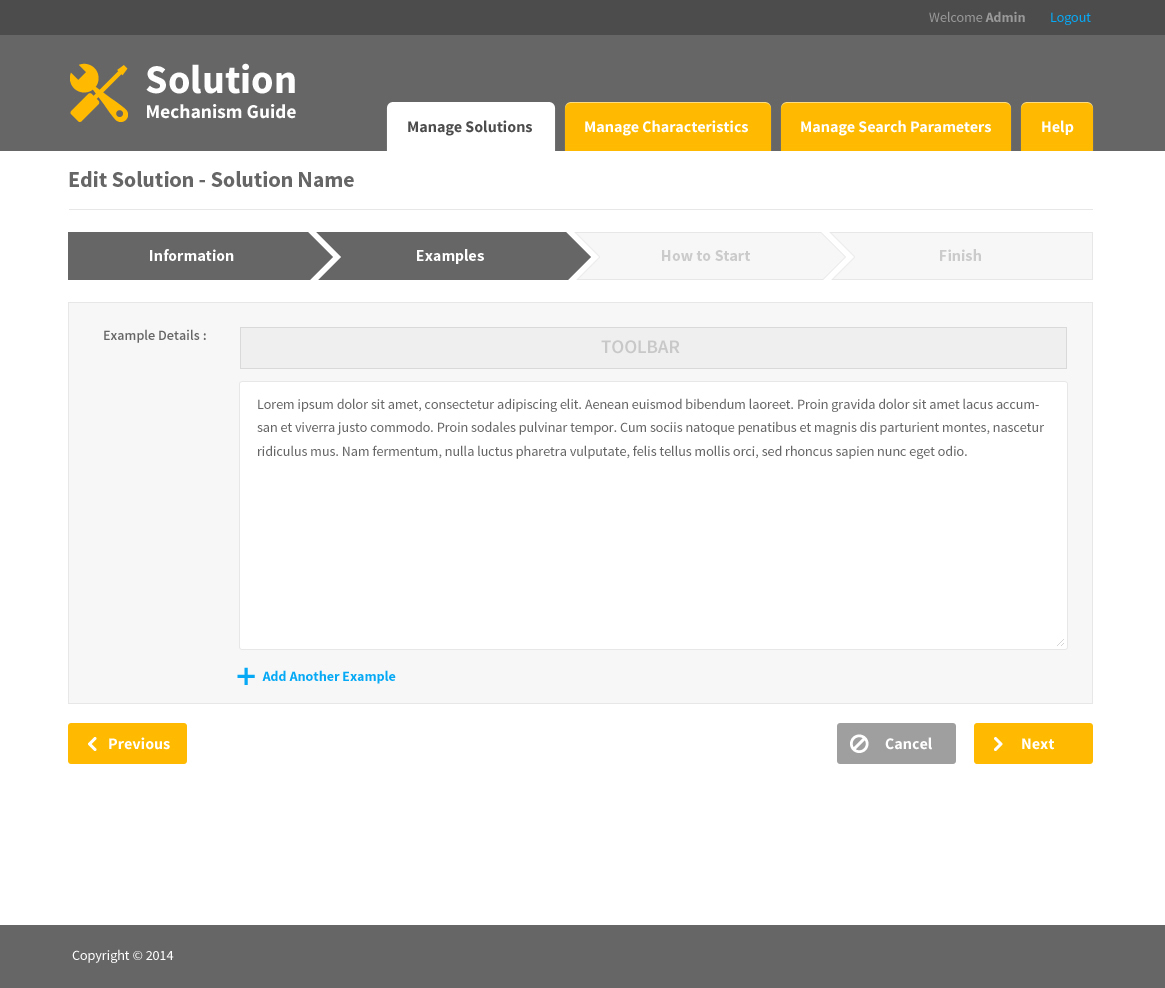 Welcome Admin Logout
Solution
Mechanism Guide
Manage Solutions Manage Characteristics Manage Search Parameters Help
Edit Solution - Solution Name
Information Examples How to Start Finish
Example Details :
TOOLBAR
Lorem ipsum dolor sit amet, consectetur adipiscing elit. Aenean euismod bibendum laoreet. Proin gravida dolor sit amet lacus accum-
san et viverra justo commodo. Proin sodales pulvinar tempor. Cum sociis natoque penatibus et magnis dis parturient montes, nascetur
ridiculus mus. Nam fermentum, nulla luctus pharetra vulputate, felis tellus mollis orci, sed rhoncus sapien nunc eget odio.
Add Another Example
Previous Cancel Next
Copyright © 2014